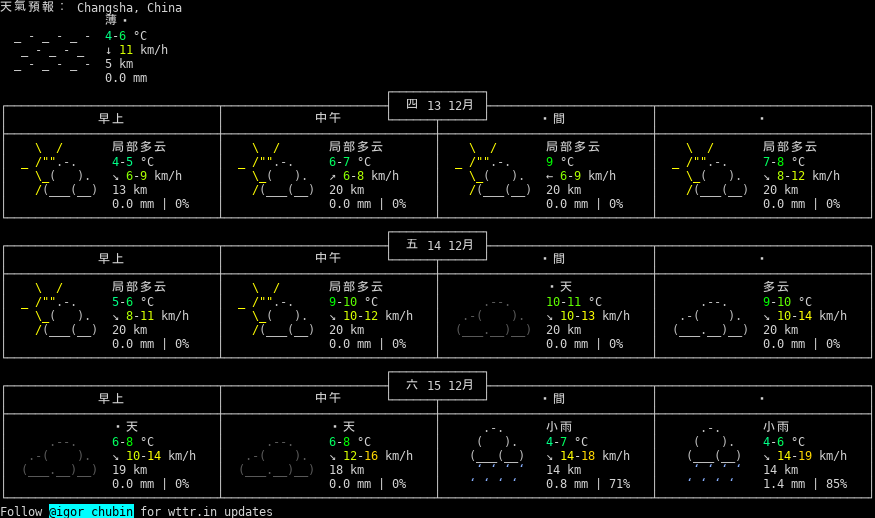 天氣預報： Changsha, China
薄・
4-6 °C
↓ 11 km/h
5 km
0.0 mm
四 13 12月
早上 中午 ・間 ・
局部多云 局部多云 局部多云 局部多云
4-5 °C 6-7 °C 9 °C 7-8 °C
↘ 6-9 km/h ↗ 6-8 km/h ← 6-9 km/h ↘ 8-12 km/h
13 km 20 km 20 km 20 km
0.0 mm | 0% 0.0 mm | 0% 0.0 mm | 0% 0.0 mm | 0%
五 14 12月
早上 中午 ・間 ・
局部多云 局部多云 ・天 多云
5-6 °C 9-10 °C 10-11 °C 9-10 °C
↘ 8-11 km/h ↘ 10-12 km/h ↘ 10-13 km/h ↘ 10-14 km/h
20 km 20 km 20 km 20 km
0.0 mm | 0% 0.0 mm | 0% 0.0 mm | 0% 0.0 mm | 0%
六 15 12月
早上 中午 ・間 ・
・天 ・天 小雨 小雨
6-8 °C 6-8 °C 4-7 °C 4-6 °C
↘ 10-14 km/h ↘ 12-16 km/h ↘ 14-18 km/h ↘ 14-19 km/h
19 km 18 km 14 km 14 km
0.0 mm | 0% 0.0 mm | 0% 0.8 mm | 71% 1.4 mm | 85%
Follow @igor_chubin for wttr.in updates